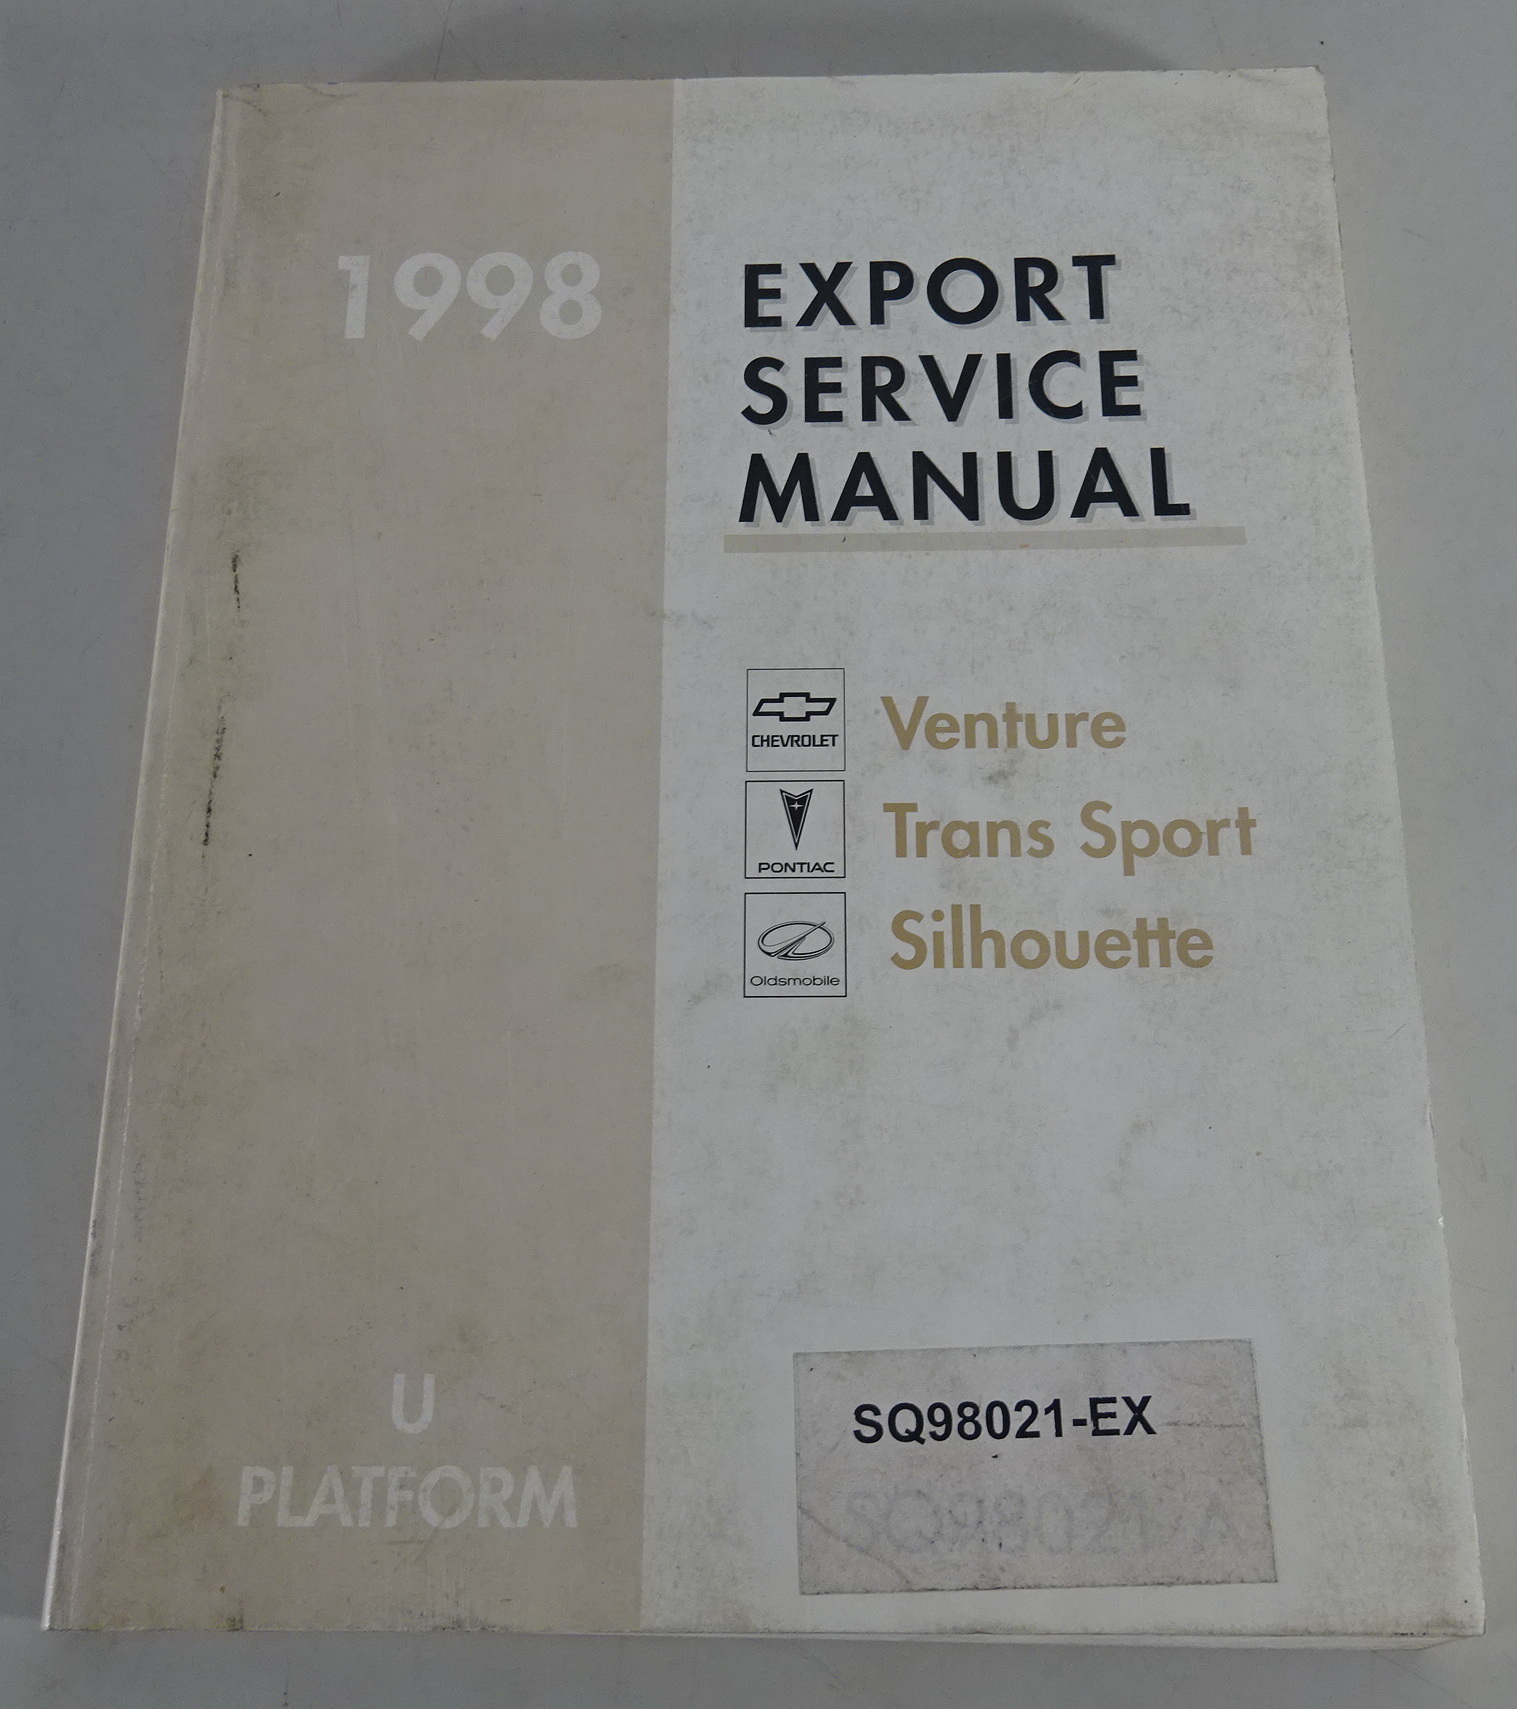 1998
EXPORT
SERVICE
MANUAL
CHEVROLET
Venture
PONTIAC
Trans Sport
Oldsmobile
Silhouette
U
PLATFORM
SQ98021-EX